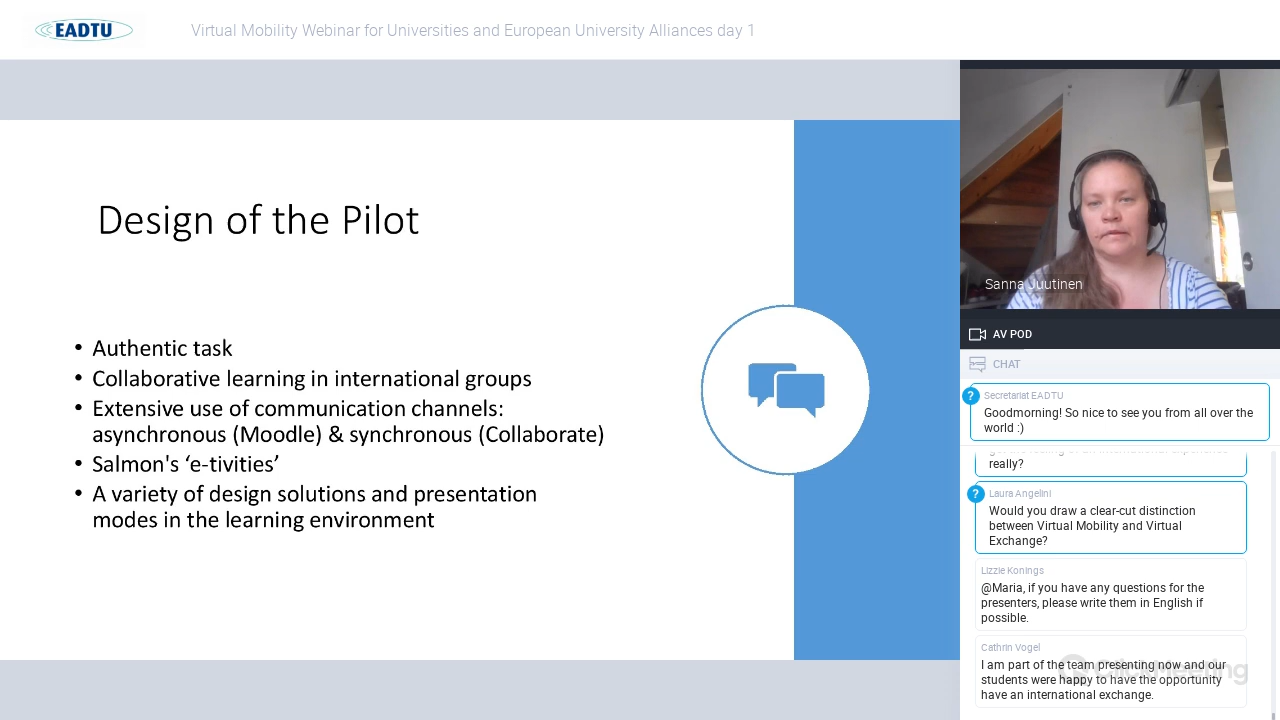 EADTU
Virtual Mobility Webinar for Universities and European University Alliances day 1
Design of the Pilot
• Authentic task
• Collaborative learning in international groups
• Extensive use of communication channels:
asynchronous (Moodle) & synchronous (Collaborate)
• Salmon's ‘e-tivities’
• A variety of design solutions and presentation
modes in the learning environment
Sanna Juutinen
AV POD
CHAT
?
Secretariat EADTU
Goodmorning! So nice to see you from all over the
world :)
really?
?
Laura Angelini
Would you draw a clear-cut distinction
between Virtual Mobility and Virtual
Exchange?
Lizzie Konings
@Maria, if you have any questions for the
presenters, please write them in English if
possible.
Cathrin Vogel
I am part of the team presenting now and our
students were happy to have the opportunity
have an international exchange.
ClickMeeting